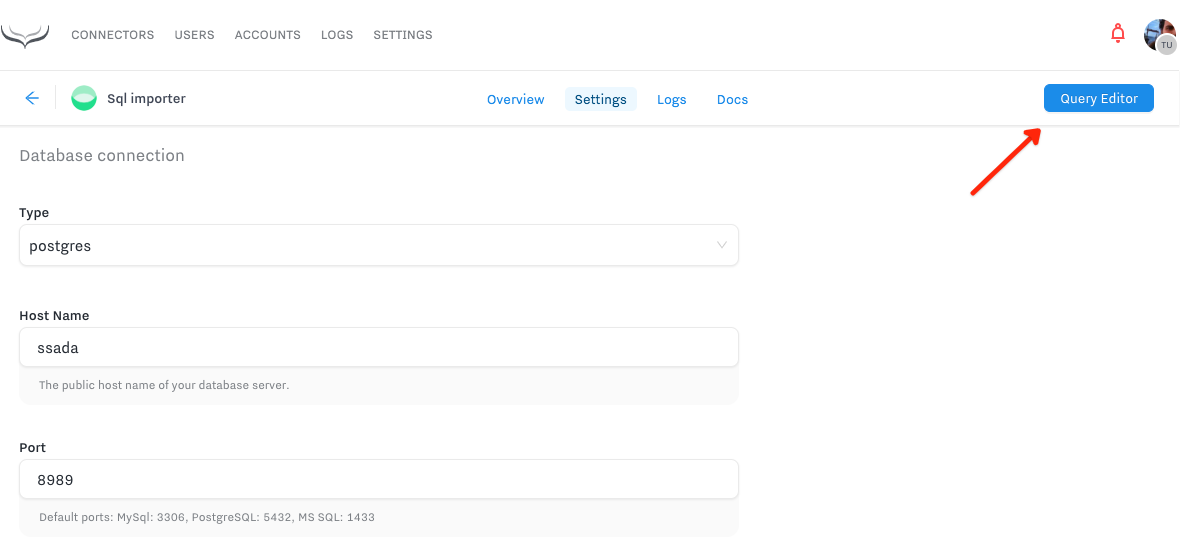 CONNECTORS USERS ACCOUNTS LOGS SETTINGS
TU
Sql importer Overview Settings Logs Docs Query Editor
Database connection
Type
postgres
Host Name
ssada
The public host name of your database server.
Port
8989
Default ports: MySql: 3306, PostgreSQL: 5432, MS SQL: 1433